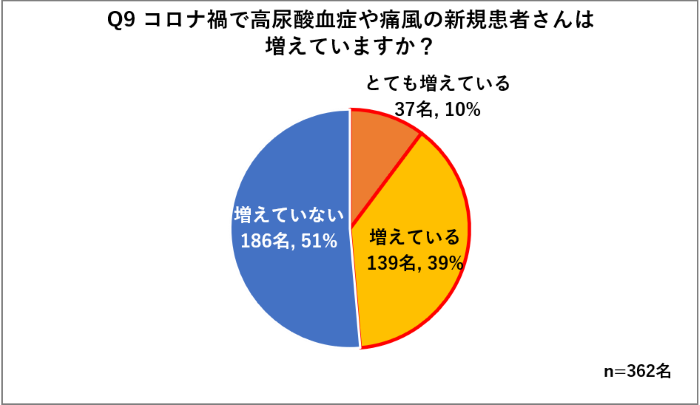 Q9 コロナ禍で高尿酸血症や痛風の新規患者さんは
増えていますか？
とても増えている
37名, 10%
増えていない
186名, 51%
増えている
139名, 39%
n=362名